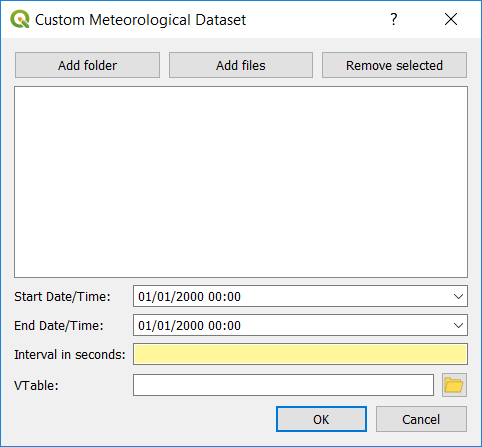 Custom Meteorological Dataset
?
Add folder
Add files
Remove selected
Start Date/Time:
01/01/2000 00:00
End Date/Time:
01/01/2000 00:00
Interval in seconds:
VTable:
OK
Cancel